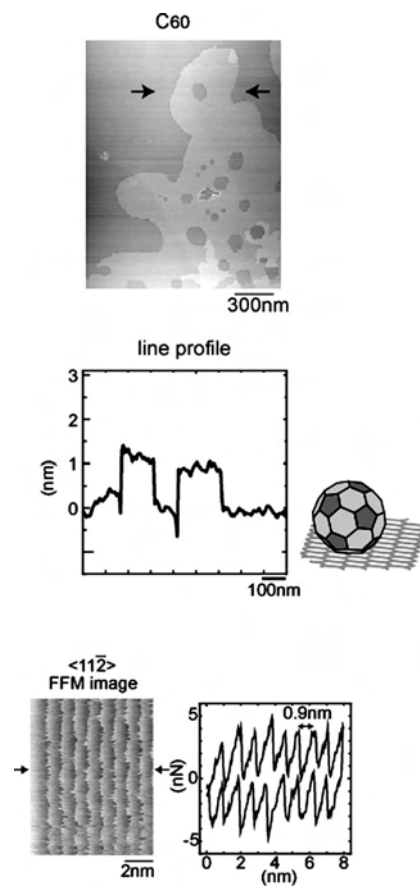 C60
300nm
line profile
3
2
1
0
(nm)
100nm
<112̄>
FFM image
2nm
5
0
-5
(nN)
0.9nm
0 2 4 6 8
(nm)